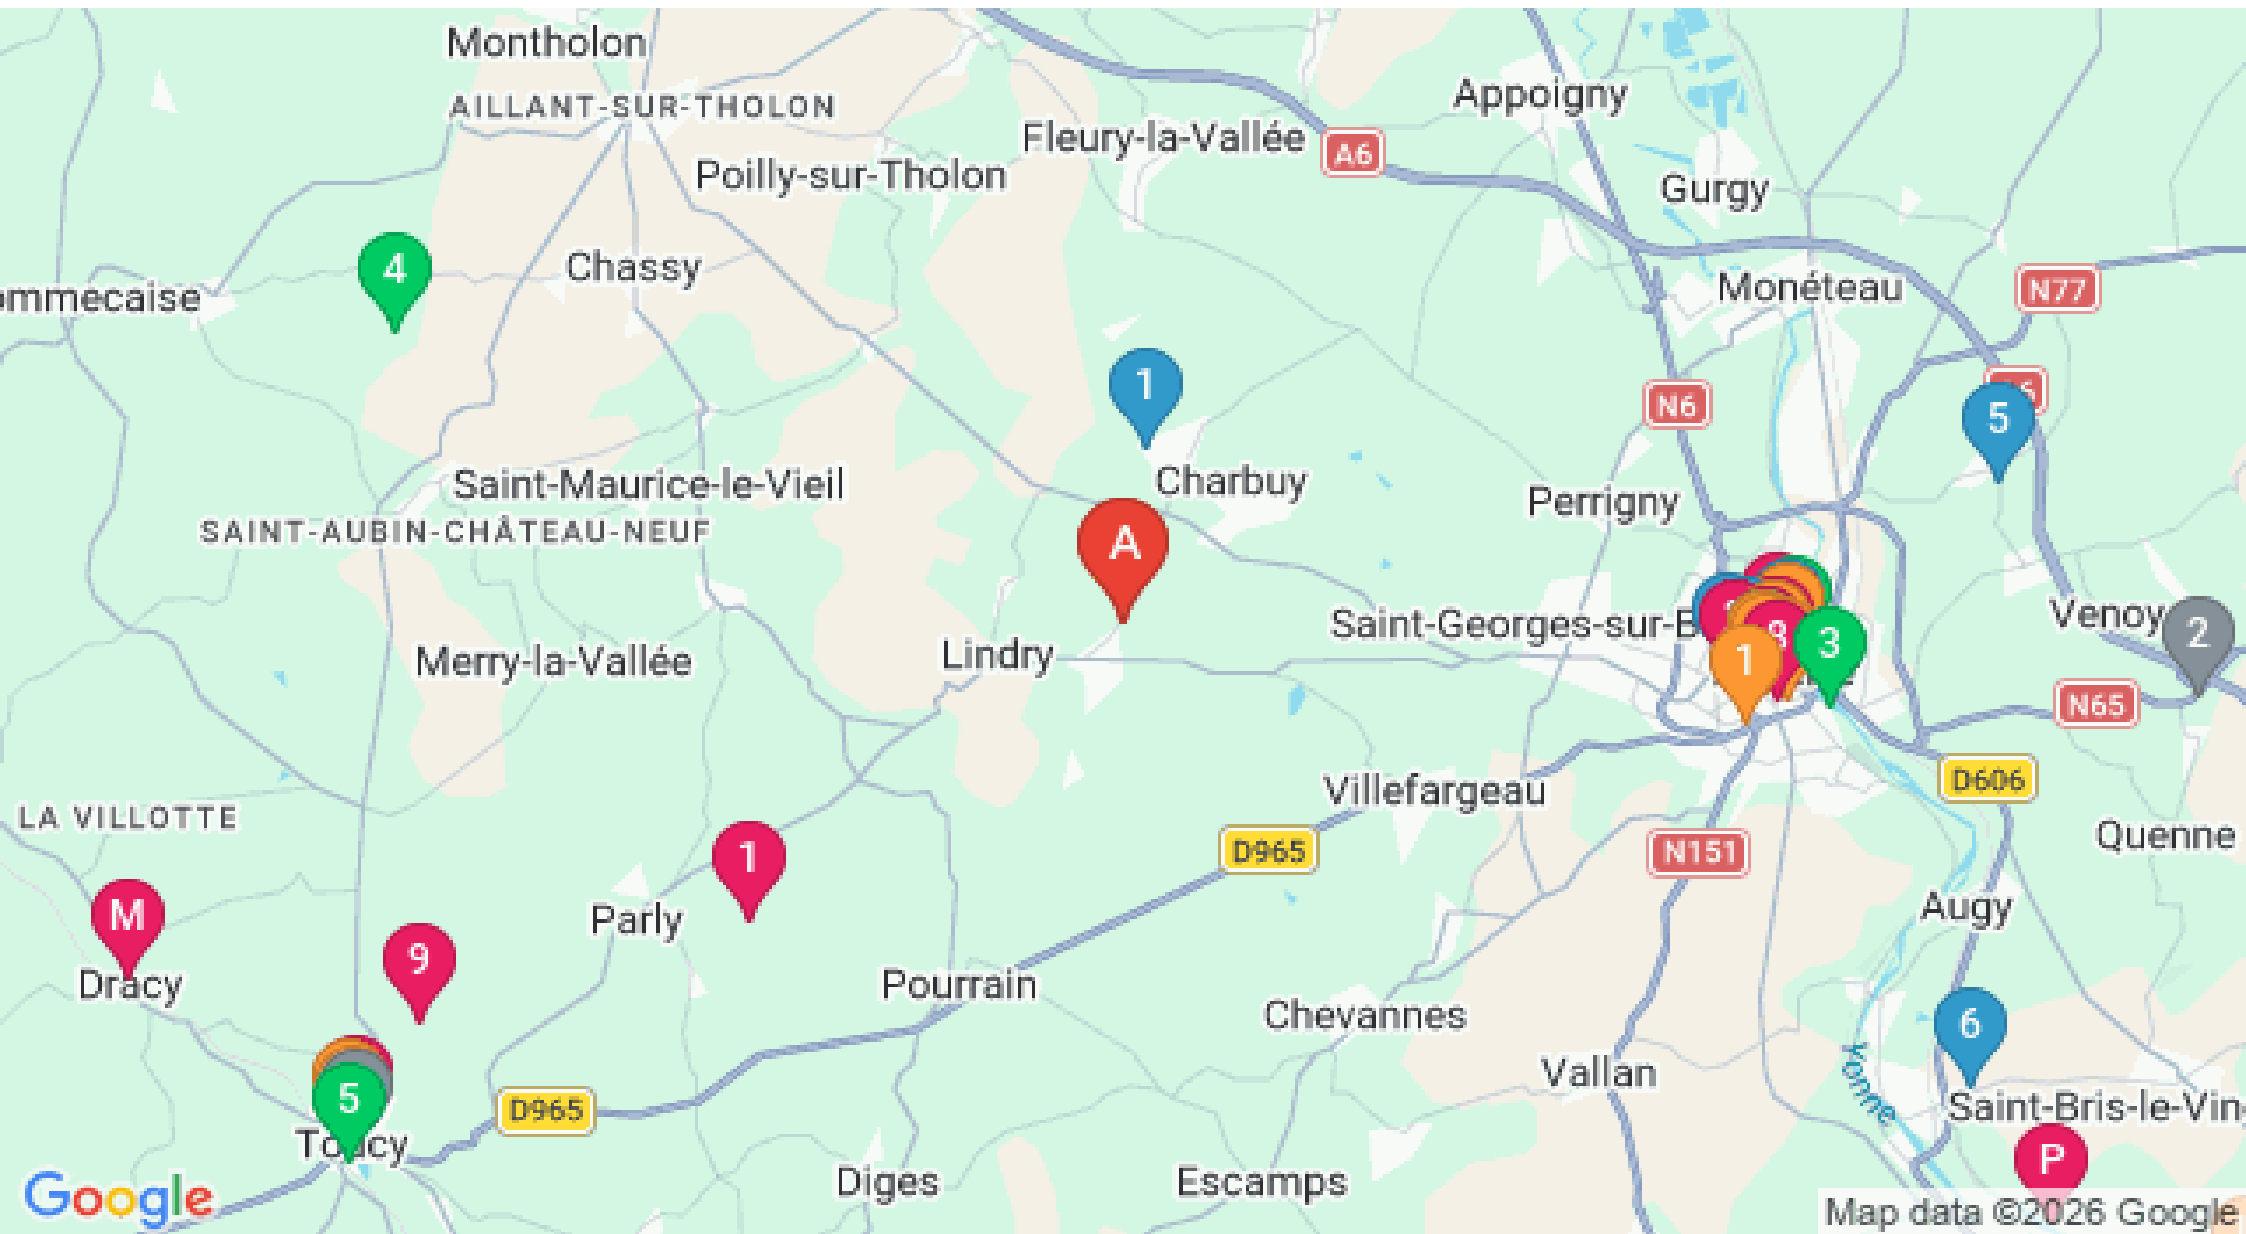 Montholon
AILLANT-SUR-THOLON
Appoigny
Fleury-la-Vallée
A6
Poilly-sur-Tholon
Gurgy
4
Chassy
Monéteau
N77
1
N6
5
Saint-Maurice-le-Vieil
Charbuy
Perrigny
SAINT-AUBIN-CHÂTEAU-NEUF
A
Venoy
2
Saint-Georges-sur-B
3
1
Merry-la-Vallée
Lindry
N65
D606
Villefargeau
LA VILLOTTE
Quenne
D965
N151
1
M
Parly
Augy
9
Dracy
Pourrain
Chevannes
6
Vallan
Yonne
5
D965
Saint-Bris-le-Vin
Toucy
P
Diges
Escamps
Google
Map data ©2026 Google